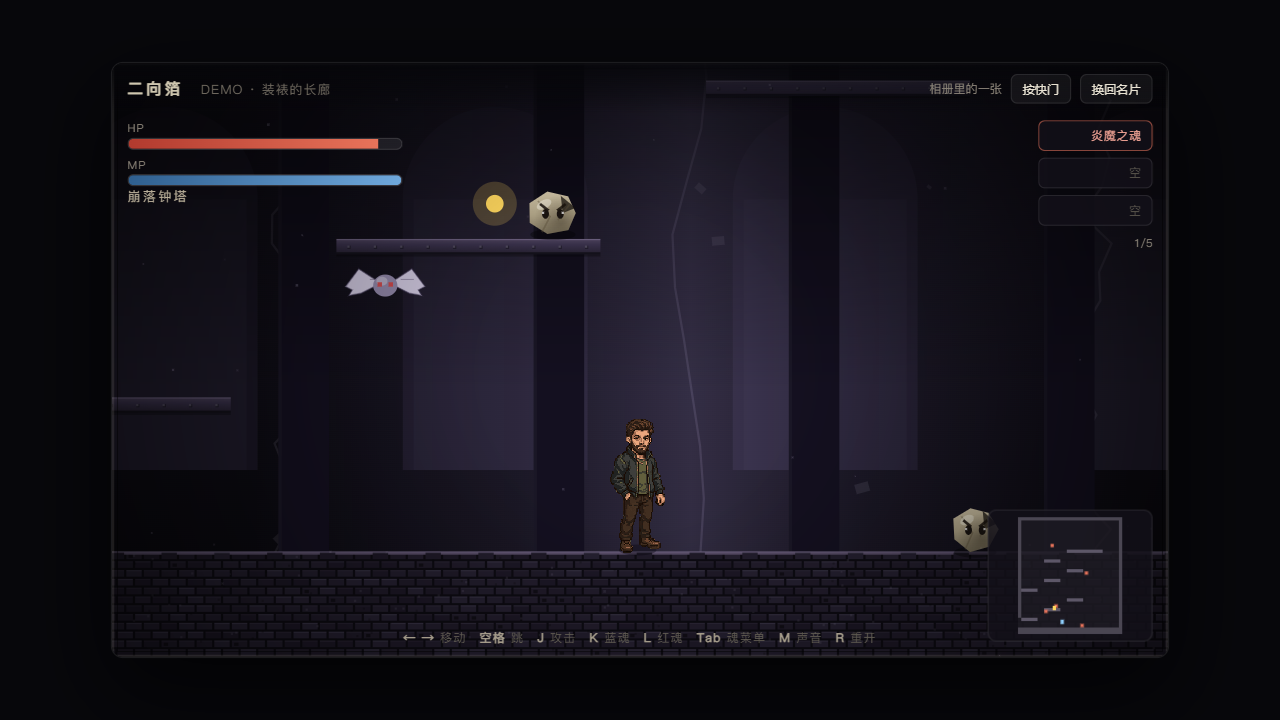 二向箔 DEMO · 装裱的长廊
相册里的一张 按快门 换回名片
HP
MP
崩落钟塔
炎魔之魂
空
空
1/5
←→ 移动 空格 跳 J 攻击 K 蓝魂 L 红魂 Tab 魂菜单 M 声音 R 重开